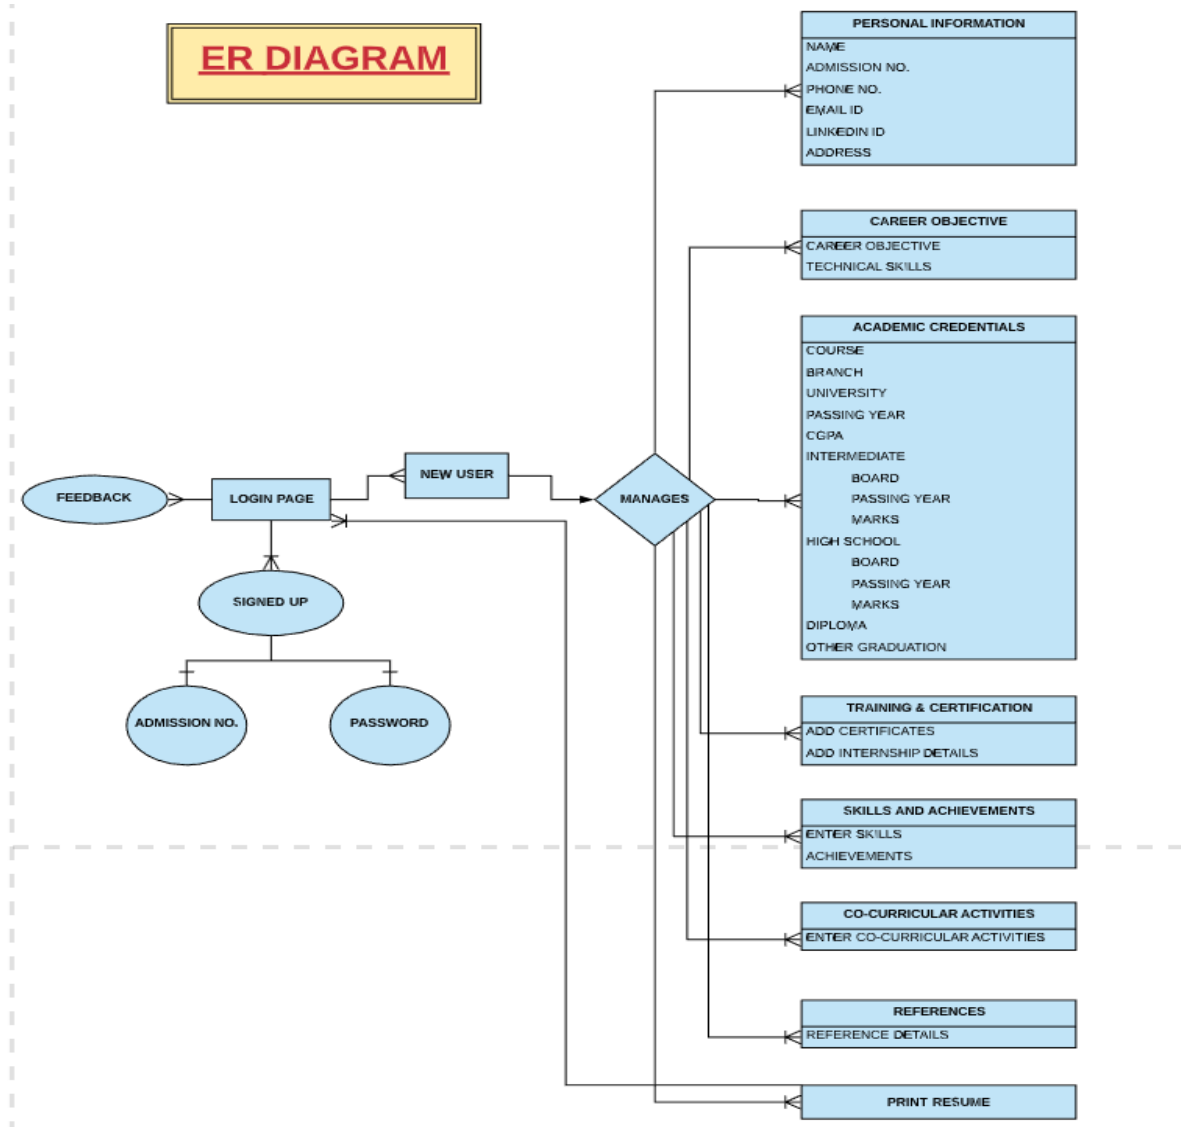 ER DIAGRAM
PERSONAL INFORMATION
NAME
ADMISSION NO.
PHONE NO.
EMAIL ID
LINKEDIN ID
ADDRESS
CAREER OBJECTIVE
CAREER OBJECTIVE
TECHNICAL SKILLS
ACADEMIC CREDENTIALS
COURSE
BRANCH
UNIVERSITY
PASSING YEAR
CGPA
INTERMEDIATE
BOARD
PASSING YEAR
MARKS
HIGH SCHOOL
BOARD
PASSING YEAR
MARKS
DIPLOMA
OTHER GRADUATION
FEEDBACK
LOGIN PAGE
NEW USER
MANAGES
SIGNED UP
ADMISSION NO.
PASSWORD
TRAINING & CERTIFICATION
ADD CERTIFICATES
ADD INTERNSHIP DETAILS
SKILLS AND ACHIEVEMENTS
ENTER SKILLS
ACHIEVEMENTS
CO-CURRICULAR ACTIVITIES
ENTER CO-CURRICULAR ACTIVITIES
REFERENCES
REFERENCE DETAILS
PRINT RESUME